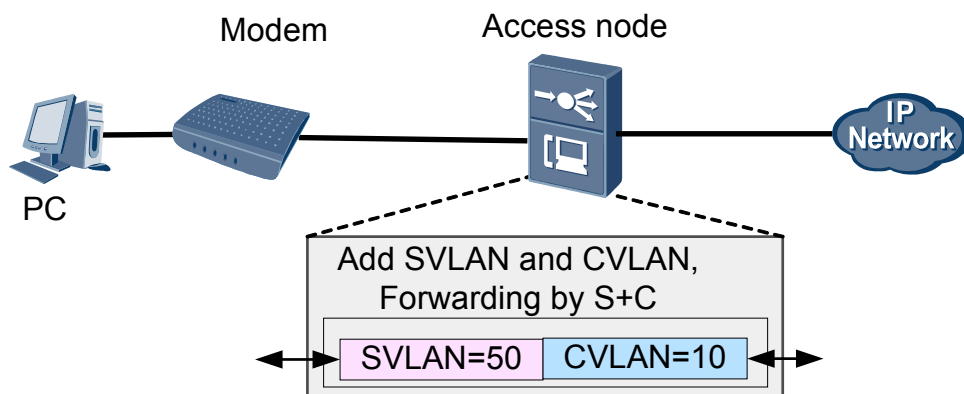 Modem
Access node
PC
IP
Network
Add SVLAN and CVLAN,
Forwarding by S+C
SVLAN=50 CVLAN=10